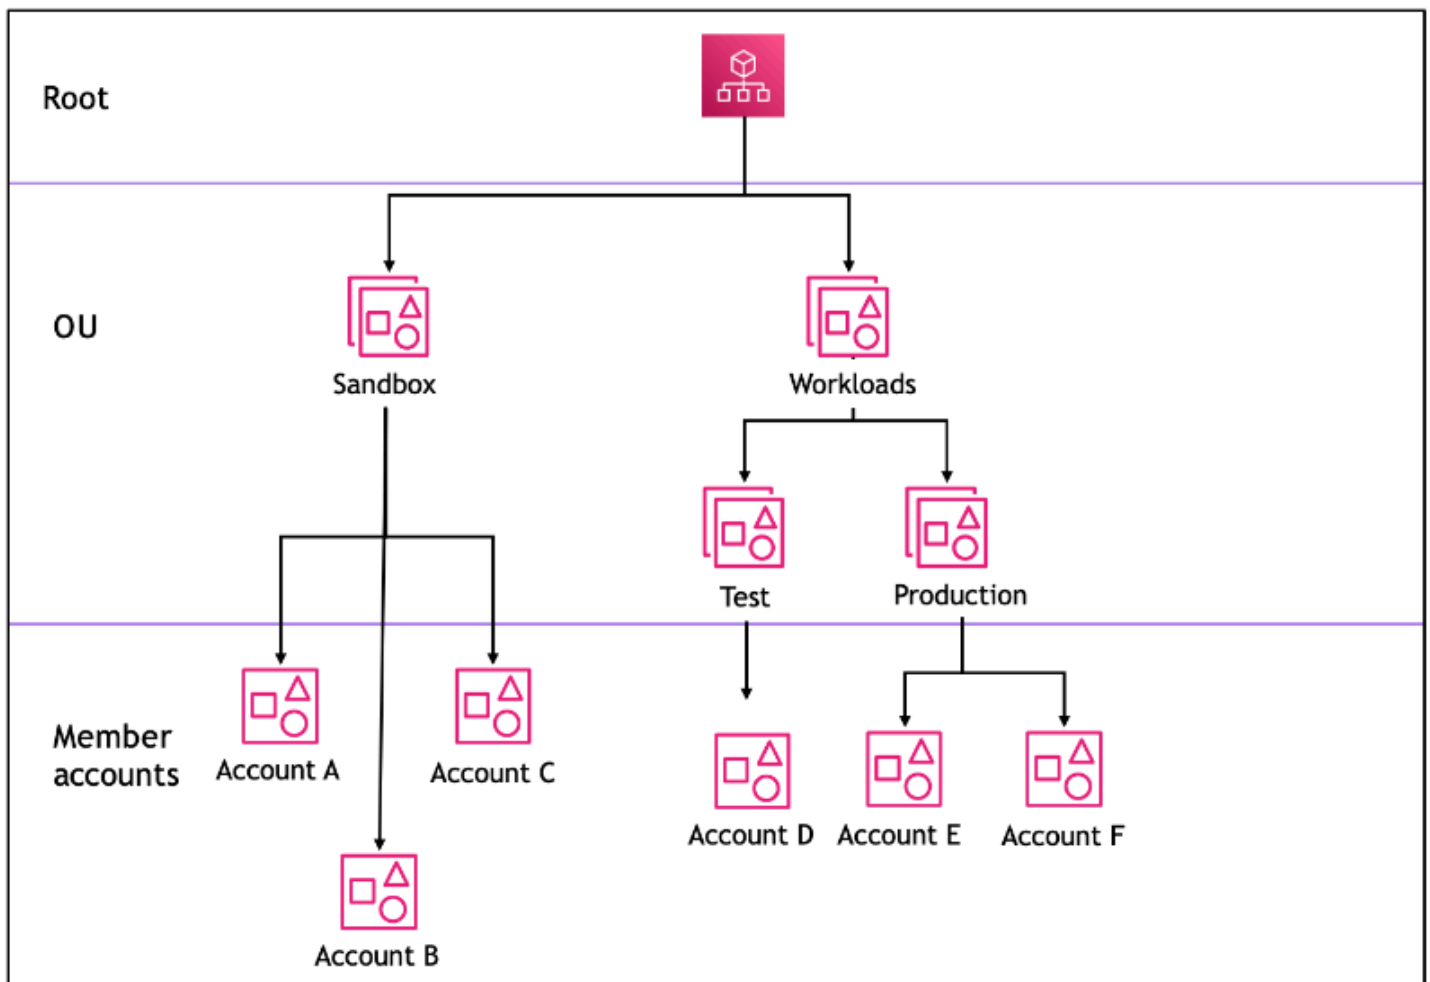 Root
OU
Sandbox
Workloads
Test
Production
Member
accounts
Account A
Account C
Account D
Account E
Account F
Account B